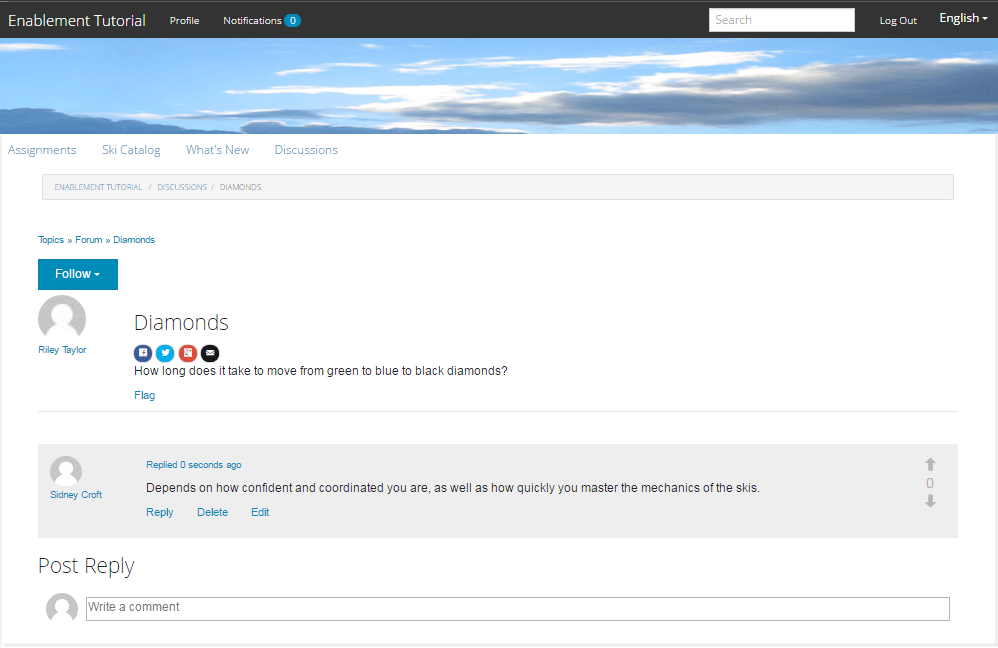 Enablement Tutorial Profile Notifications 0 Search Log Out English
Assignments Ski Catalog What's New Discussions
ENABLEMENT TUTORIAL / DISCUSSIONS / DIAMONDS
Topics » Forum » Diamonds
Follow
Riley Taylor
Diamonds
How long does it take to move from green to blue to black diamonds?
Flag
Sidney Croft
Replied 0 seconds ago
Depends on how confident and coordinated you are, as well as how quickly you master the mechanics of the skis.
Reply Delete Edit
0
Post Reply
Write a comment